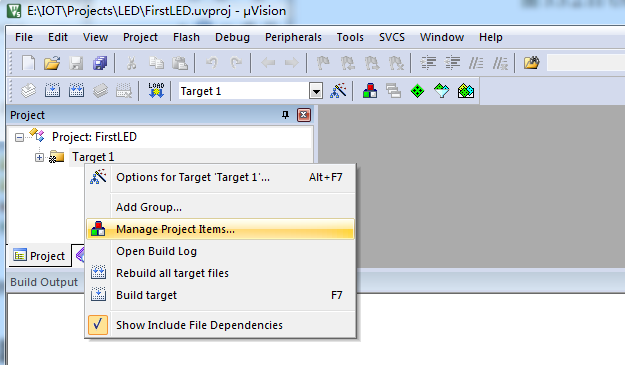 E:\IOT\Projects\LED\FirstLED.uvproj - µVision
File Edit View Project Flash Debug Peripherals Tools SVCS Window Help
LOAD Target 1
Project
Project: FirstLED
Target 1
Options for Target 'Target 1'... Alt+F7
Add Group...
Manage Project Items...
Open Build Log
Rebuild all target files
Build target F7
Show Include File Dependencies
Project
Build Output